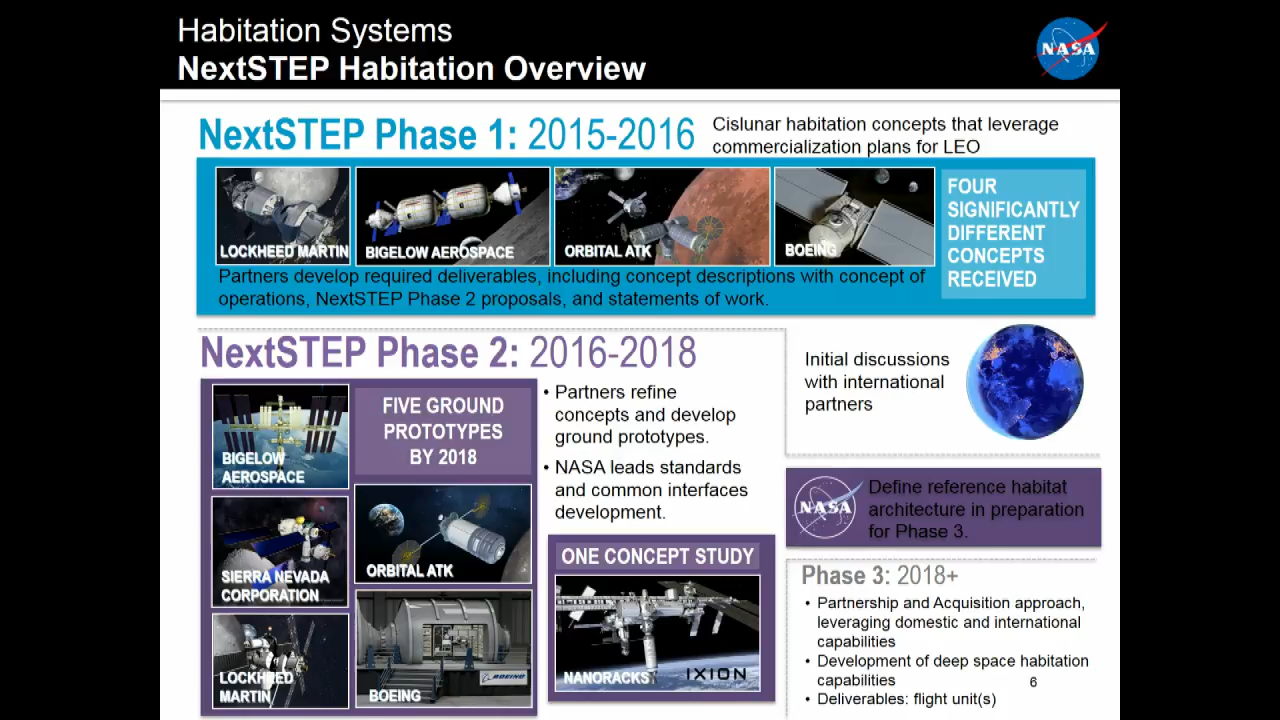 Habitation Systems
NextSTEP Habitation Overview
NASA
NextSTEP Phase 1: 2015-2016
Cislunar habitation concepts that leverage
commercialization plans for LEO
LOCKHEED MARTIN
BIGELOW AEROSPACE
ORBITAL ATK
BOEING
FOUR
SIGNIFICANTLY
DIFFERENT
CONCEPTS
RECEIVED
Partners develop required deliverables, including concept descriptions with concept of
operations, NextSTEP Phase 2 proposals, and statements of work.
NextSTEP Phase 2: 2016-2018
BIGELOW
AEROSPACE
FIVE GROUND
PROTOTYPES
BY 2018
SIERRA NEVADA
CORPORATION
ORBITAL ATK
LOCKHEED
MARTIN
BOEING
BOEING
• Partners refine
concepts and develop
ground prototypes.
• NASA leads standards
and common interfaces
development.
ONE CONCEPT STUDY
NANORACKS
IXION
Initial discussions
with international
partners
NASA
Define reference habitat
architecture in preparation
for Phase 3.
Phase 3: 2018+
• Partnership and Acquisition approach,
leveraging domestic and international
capabilities
• Development of deep space habitation
capabilities
• Deliverables: flight unit(s)
6